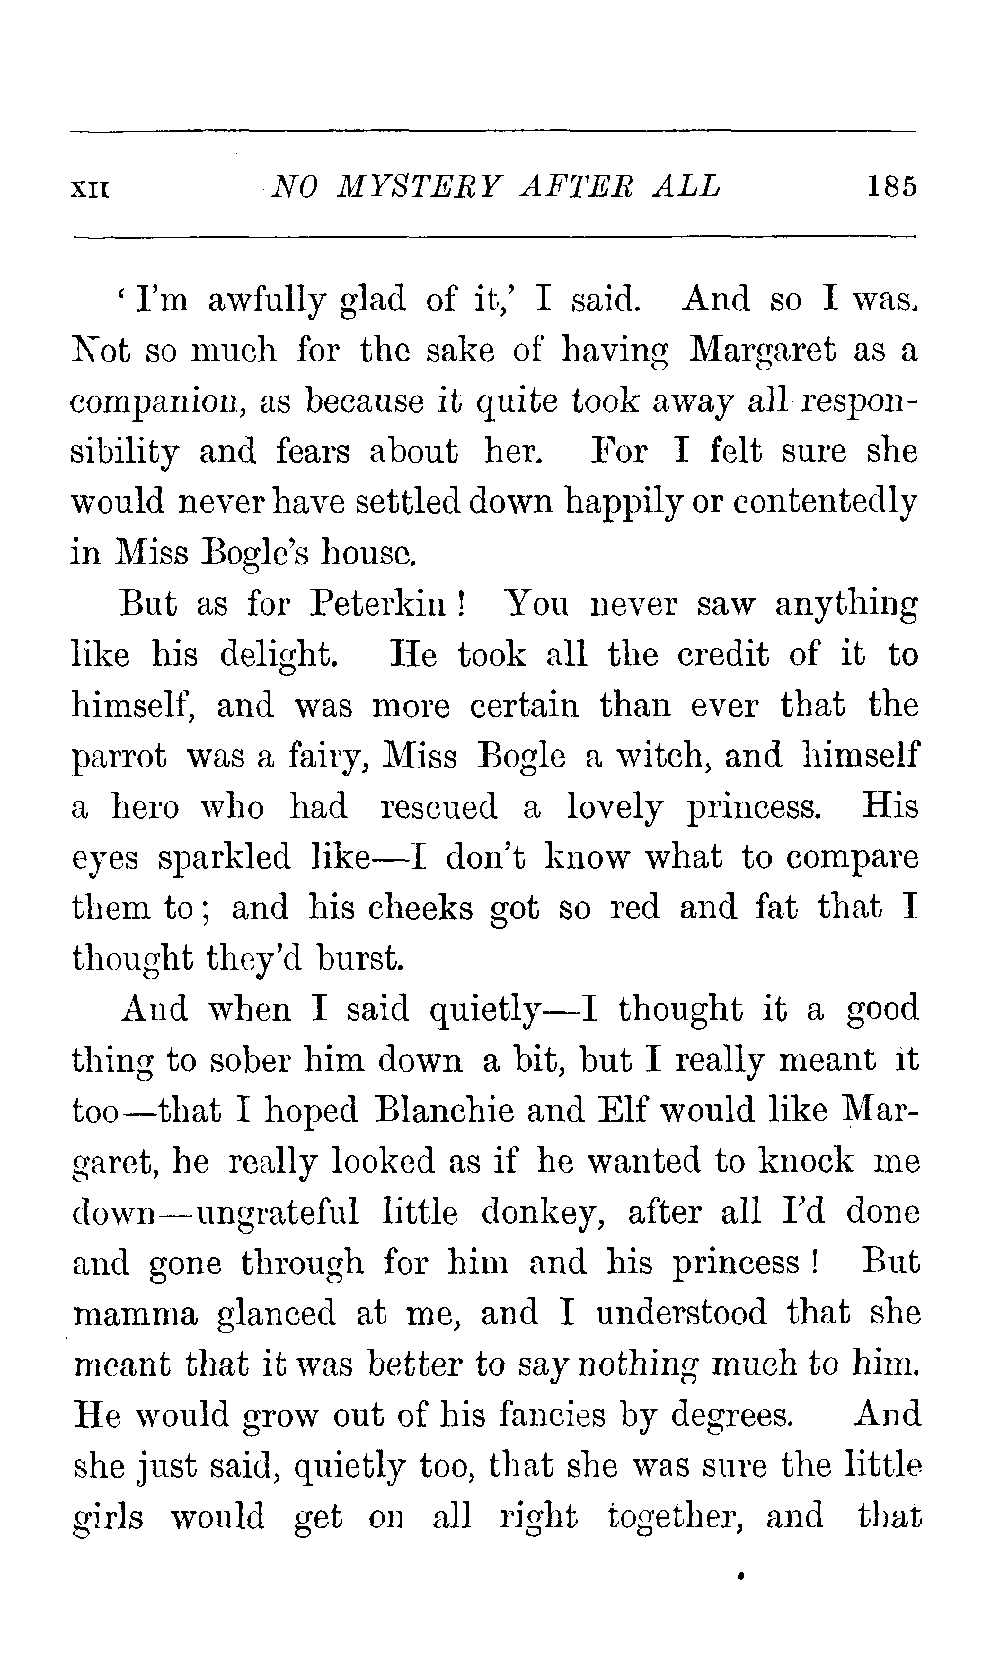 XII NO MYSTERY AFTER ALL 185
‘I’m awfully glad of it,’ I said. And so I was.
Not so much for the sake of having Margaret as a
companion, as because it quite took away all respon-
sibility and fears about her. For I felt sure she
would never have settled down happily or contentedly
in Miss Bogle’s house.
But as for Peterkin! You never saw anything
like his delight. He took all the credit of it to
himself, and was more certain than ever that the
parrot was a fairy, Miss Bogle a witch, and himself
a hero who had rescued a lovely princess. His
eyes sparkled like—I don’t know what to compare
them to; and his cheeks got so red and fat that I
thought they’d burst.
And when I said quietly—I thought it a good
thing to sober him down a bit, but I really meant it
too—that I hoped Blanchie and Elf would like Mar-
garet, he really looked as if he wanted to knock me
down—ungrateful little donkey, after all I’d done
and gone through for him and his princess! But
mamma glanced at me, and I understood that she
meant that it was better to say nothing much to him.
He would grow out of his fancies by degrees. And
she just said, quietly too, that she was sure the little
girls would get on all right together, and that